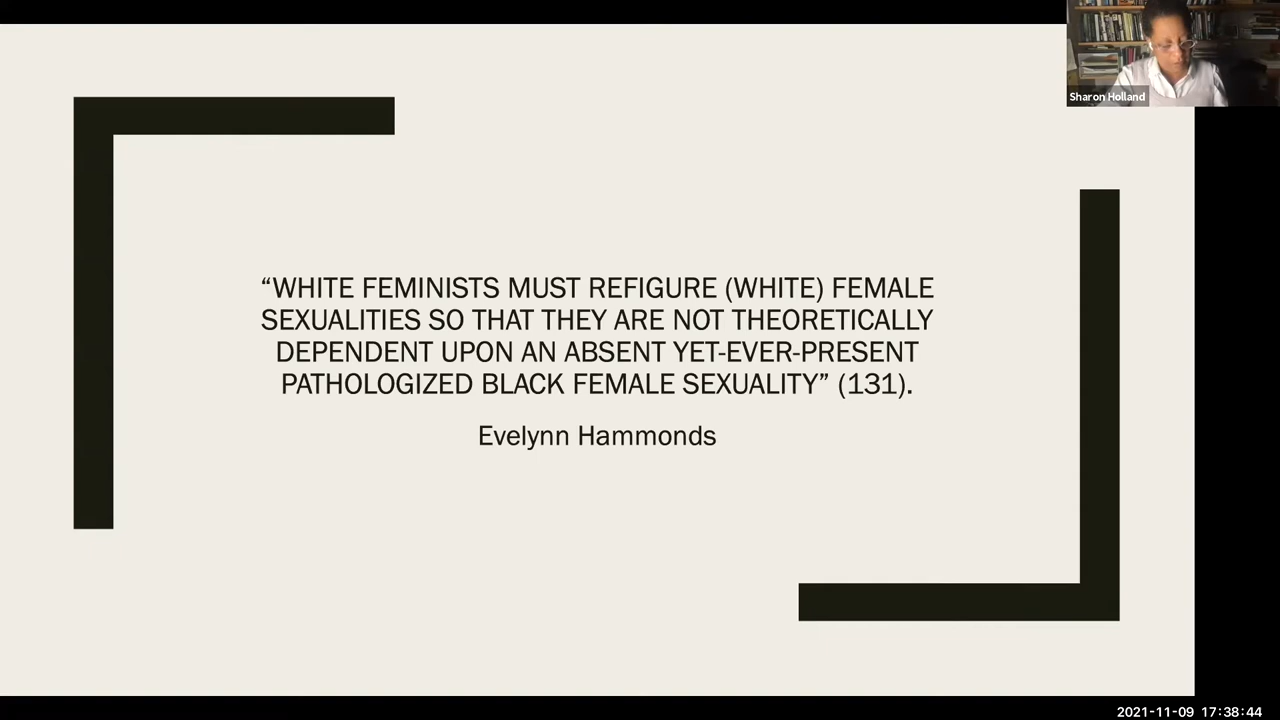 Sharon Holland
“WHITE FEMINISTS MUST REFIGURE (WHITE) FEMALE
SEXUALITIES SO THAT THEY ARE NOT THEORETICALLY
DEPENDENT UPON AN ABSENT YET-EVER-PRESENT
PATHOLOGIZED BLACK FEMALE SEXUALITY” (131).
Evelynn Hammonds
2021-11-09 17:38:44